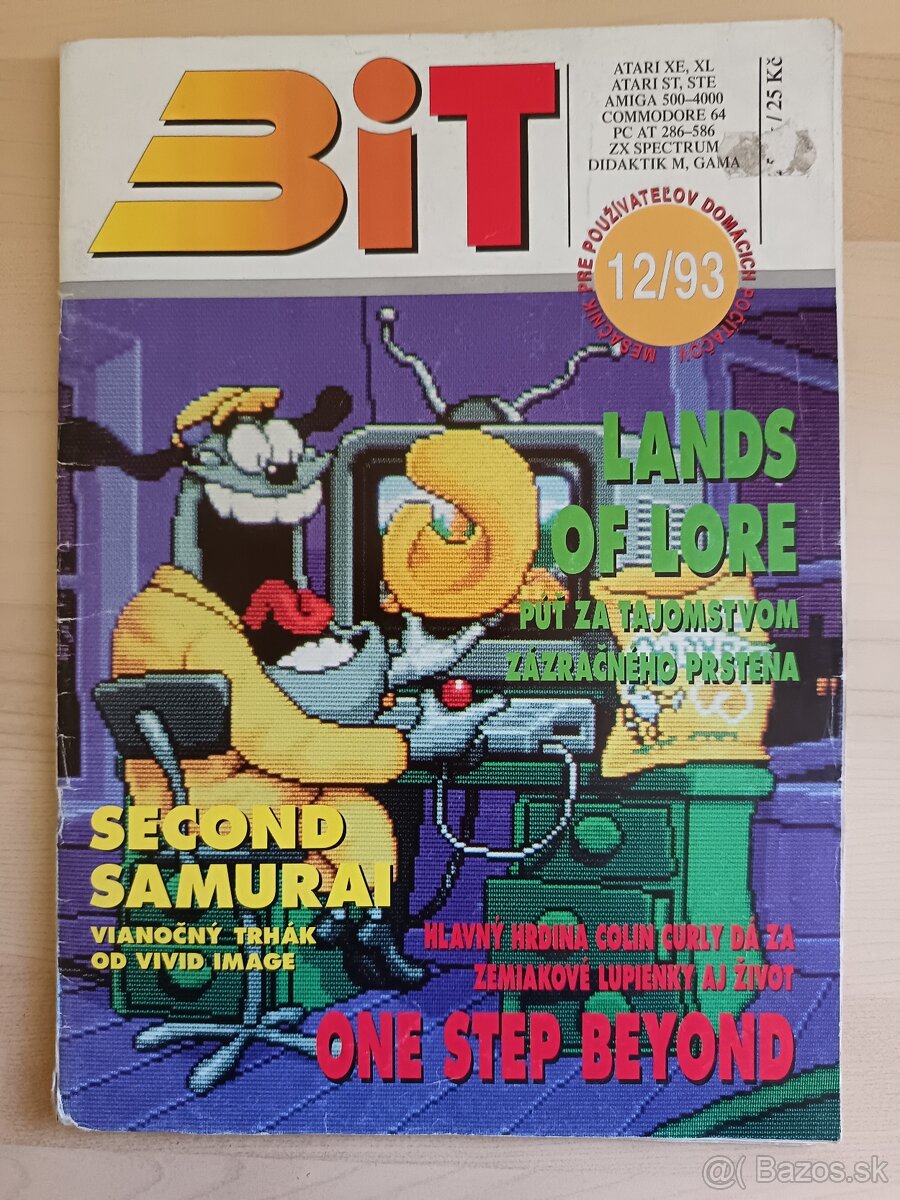 BiT
ATARI XE, XL
ATARI ST, STE
AMIGA 500–4000
COMMODORE 64
PC AT 286–586
ZX SPECTRUM
DIDAKTIK M, GAMA
/ 25 Kč
MESAČNÍK PRE POUŽÍVATEĽOV DOMÁCICH POČÍTAČOV
12/93
LANDS
OF LORE
PÚŤ ZA TAJOMSTVOM
ZÁZRAČNÉHO PRSTEŇA
SECOND
SAMURAI
VIANOČNÝ TRHÁK
OD VIVID IMAGE
HLAVNÝ HRDINA COLIN CURLY DÁ ZA
ZEMIAKOVÉ LUPIENKY AJ ŽIVOT
ONE STEP BEYOND
@( Bazos.sk